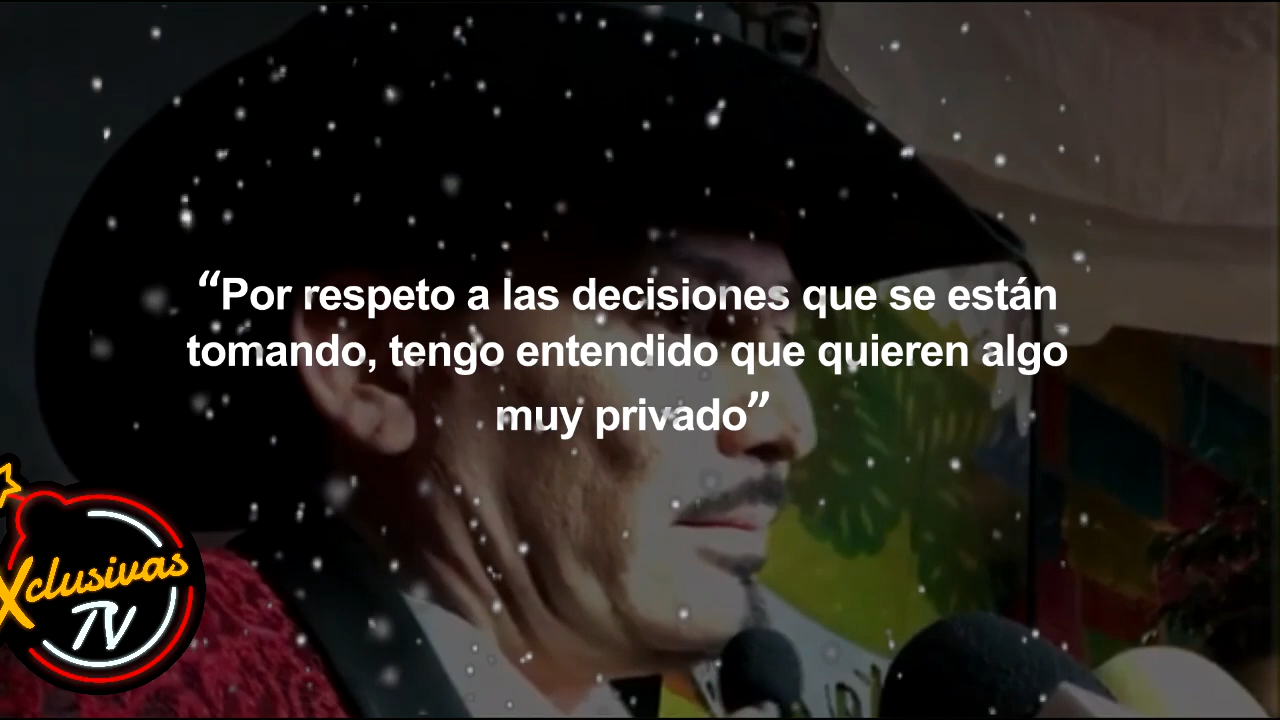 “Por respeto a las decisiones que se están
tomando, tengo entendido que quieren algo
muy privado”
Xclusivas
TV